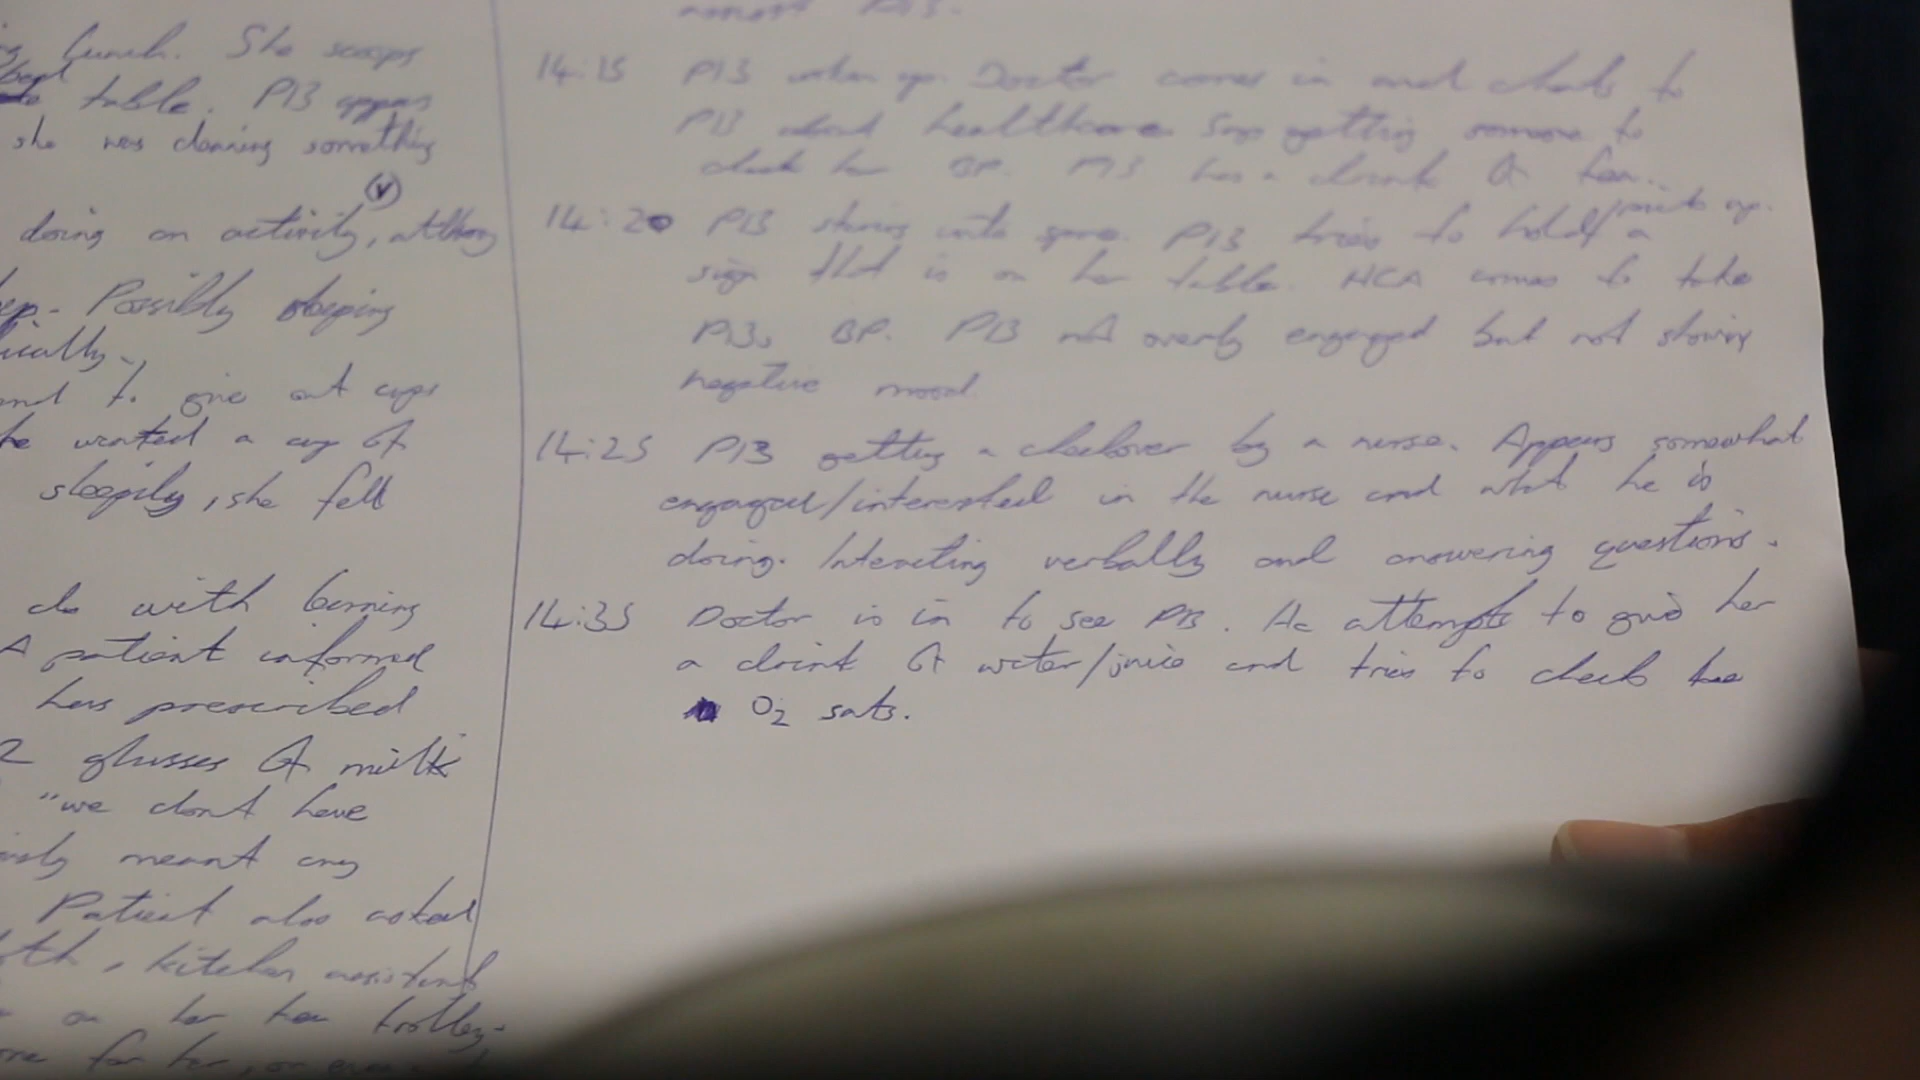 lunch. She scoops
table. P13 appears
she was cleaning something
doing an activity, although
Possibly sleeping
to give out cups
wanted a cup of
sleepily, she fell
do with
A patient informed
has prescribed
2 glasses of milk
"we dont have
meant any
Patient also asked
kitchen assistant
on her tea trolley.
for her, or even
P13.
14:15 P13 woken up. Doctor comes in and chats to
P13 about healthcare. Says getting someone to
check her BP. P13 has a drink of tea.
14:20 P13 staring into space. P13 tries to hold/ a
picks up.
sign that is on her table. HCA comes to take
P13s BP. P13 not overly engaged but not showing
negative mood.
14:25 P13 getting a checkover by a nurse. Appears somewhat
engaged/interested in the nurse and what he is
doing. Interacting verbally and answering questions.
14:35 Doctor is in to see P13. He attempts to give her
a drink of water/juice and tries to check her
O2 sats.